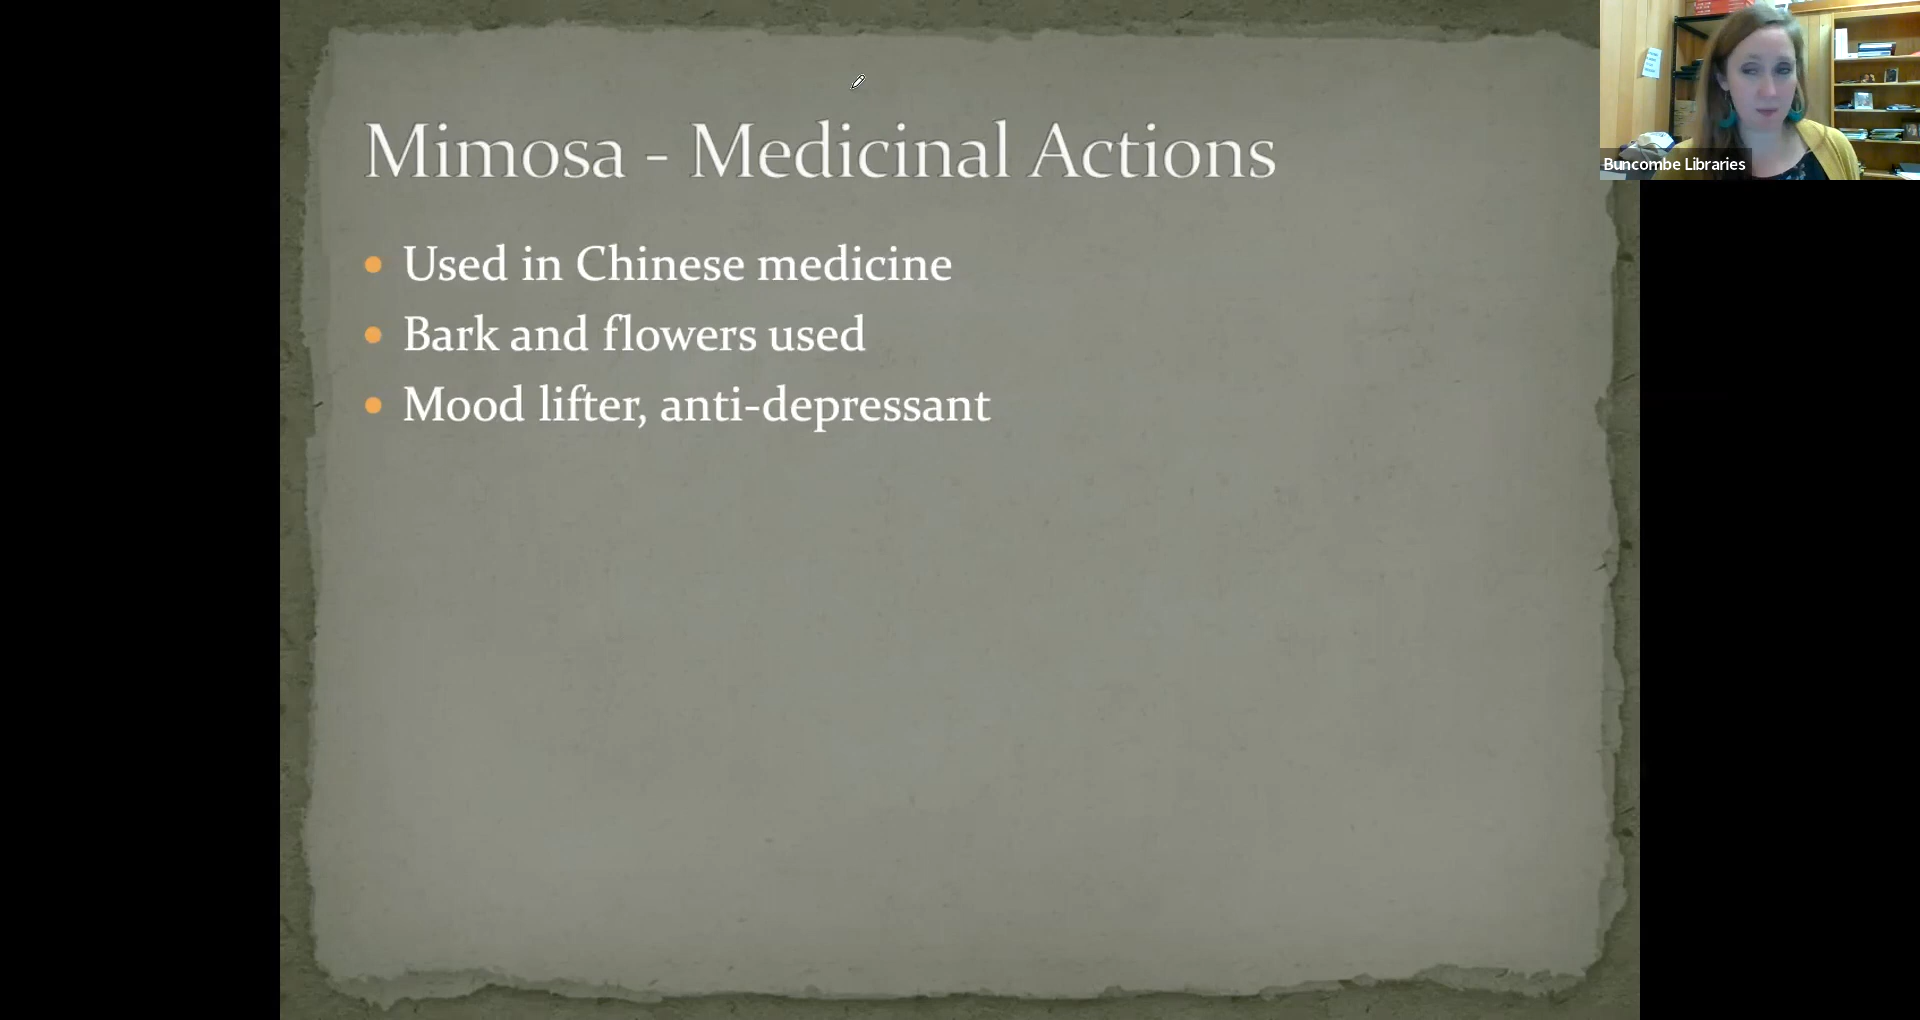 Mimosa - Medicinal Actions
Used in Chinese medicine
Bark and flowers used
Mood lifter, anti-depressant
Buncombe Libraries